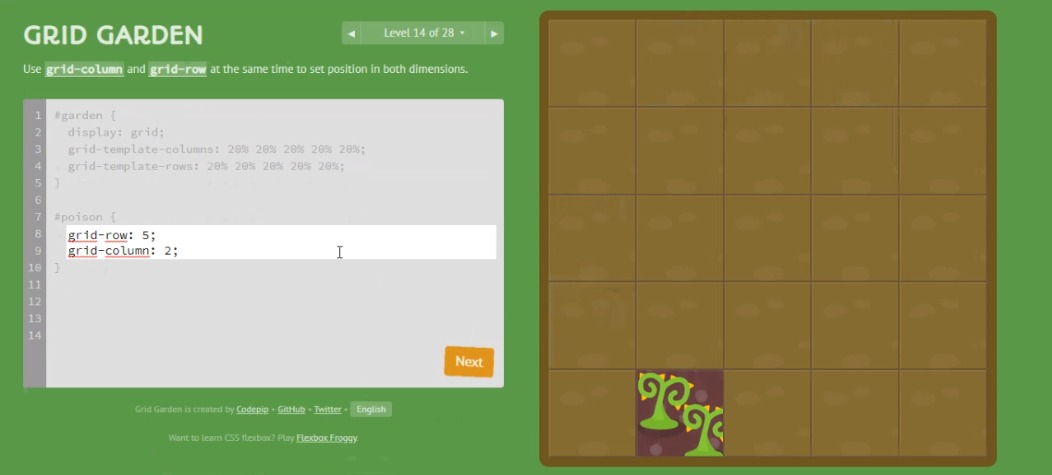 GRID GARDEN
◀ Level 14 of 28 ▾ ▶
Use grid-column and grid-row at the same time to set position in both dimensions.
1 #garden {
2 display: grid;
3 grid-template-columns: 20% 20% 20% 20% 20%;
4 grid-template-rows: 20% 20% 20% 20% 20%;
5 }
6
7 #poison {
8 grid-row: 5;
9 grid-column: 2;
10 }
11
12
13
14
Next
Grid Garden is created by Codepip • GitHub • Twitter • English
Want to learn CSS flexbox? Play Flexbox Froggy.